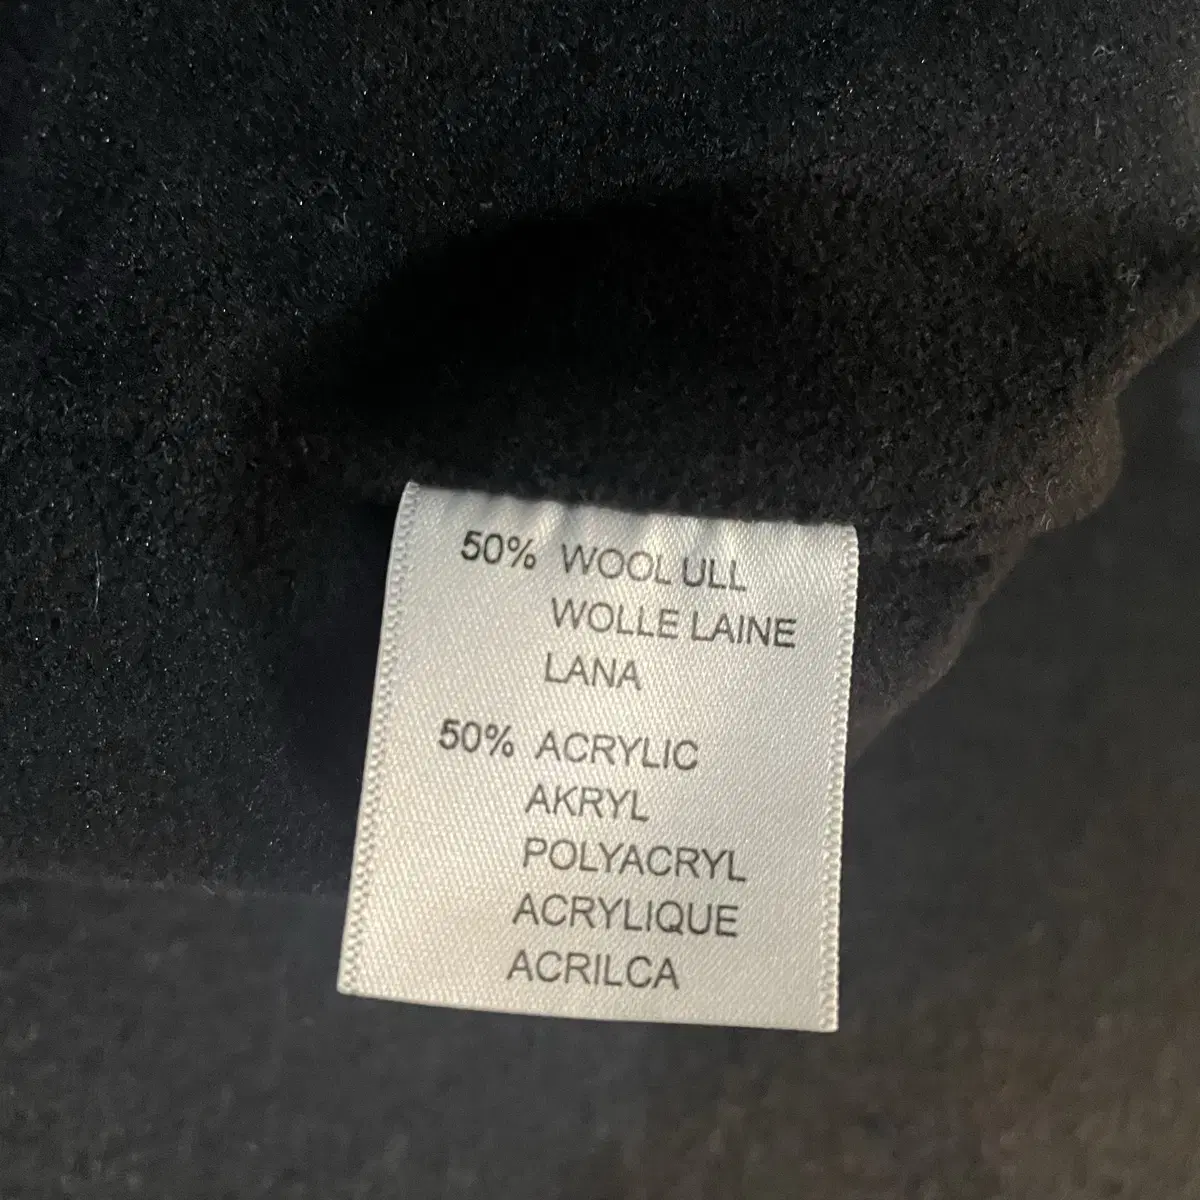 50% WOOL ULL
WOLLE LAINE
LANA
50% ACRYLIC
AKRYL
POLYACRYL
ACRYLIQUE
ACRILCA